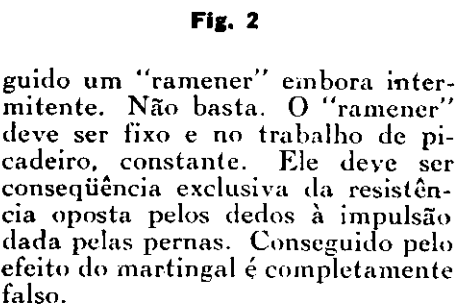 Fig. 2
guido um "ramener" embora inter-
mitente. Não basta. O "ramener"
deve ser fixo e no trabalho de pi-
cadeiro, constante. Ele deve ser
conseqüência exclusiva da resistên-
cia oposta pelos dedos à impulsão
dada pelas pernas. Conseguido pelo
efeito do martingal é completamente
falso.